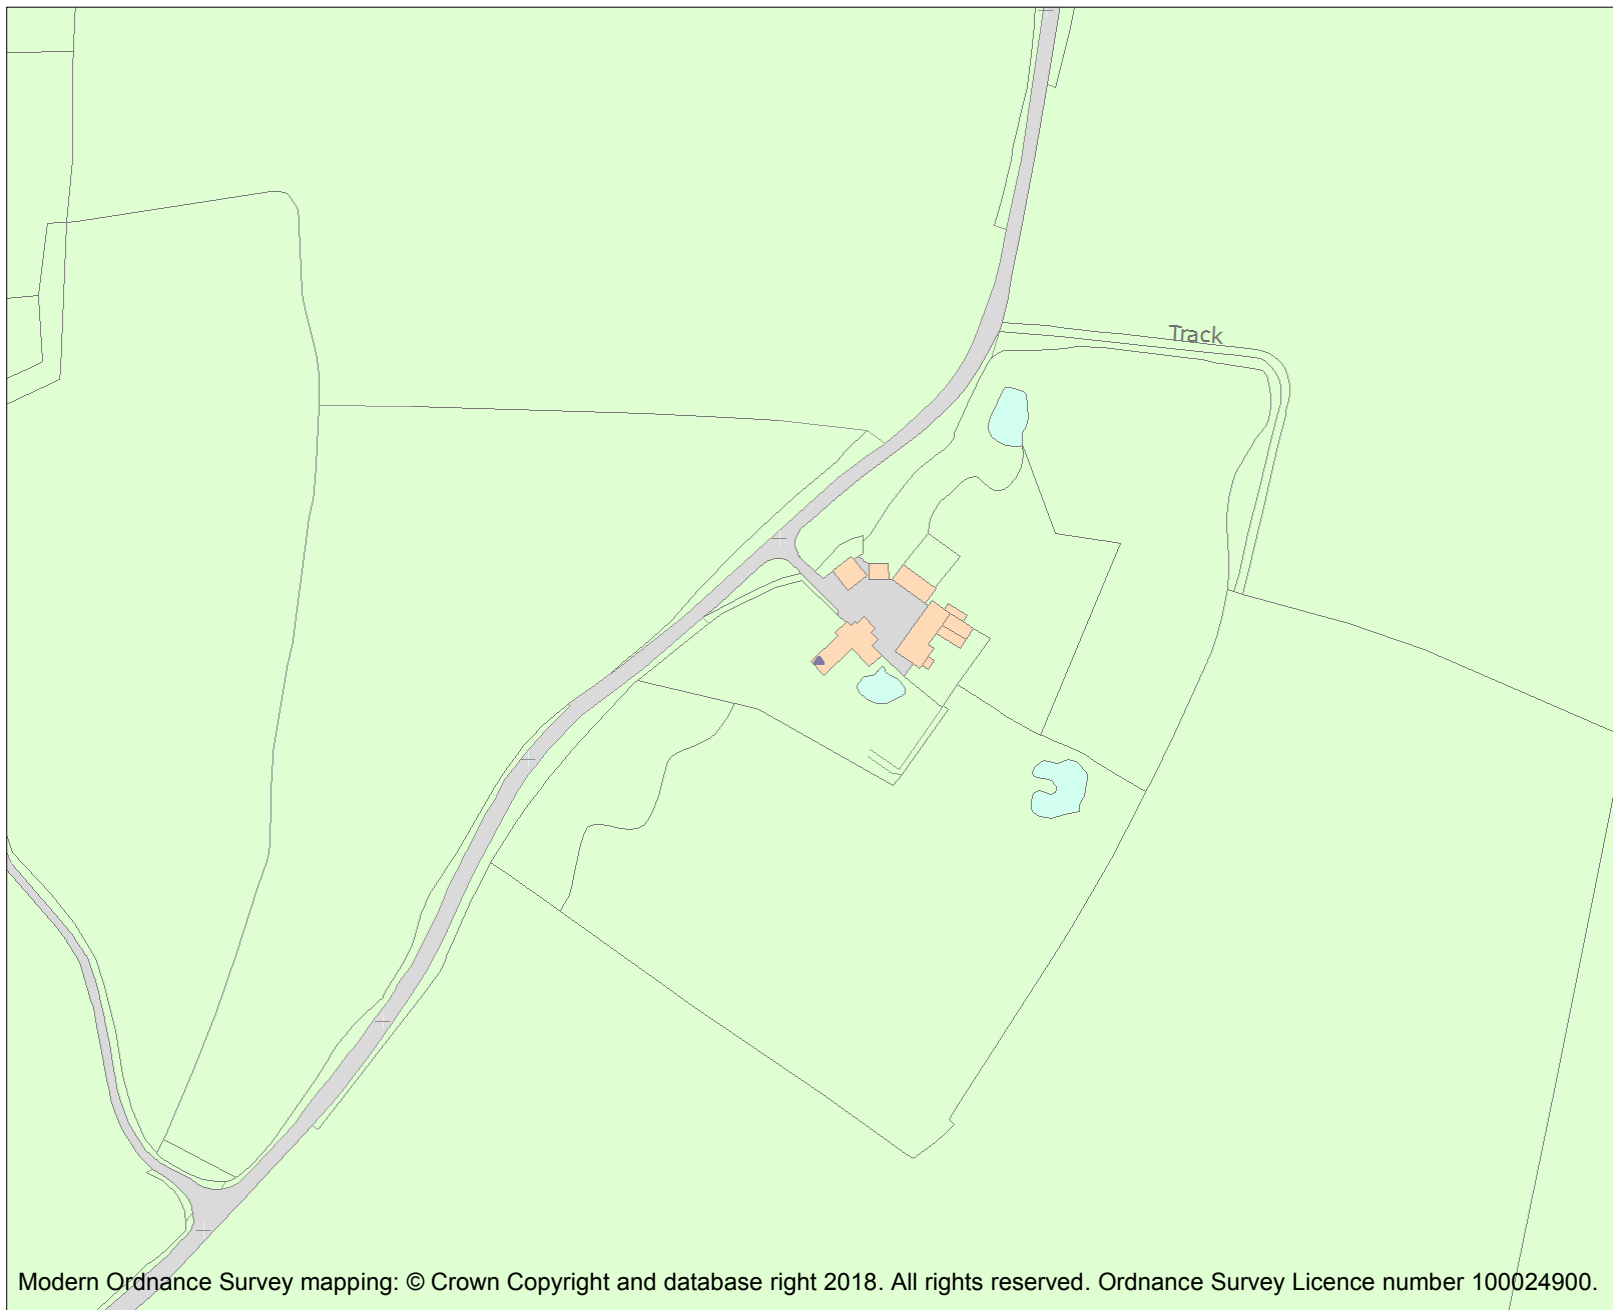 Track
Modern Ordnance Survey mapping: © Crown Copyright and database right 2018. All rights reserved. Ordnance Survey Licence number 100024900.